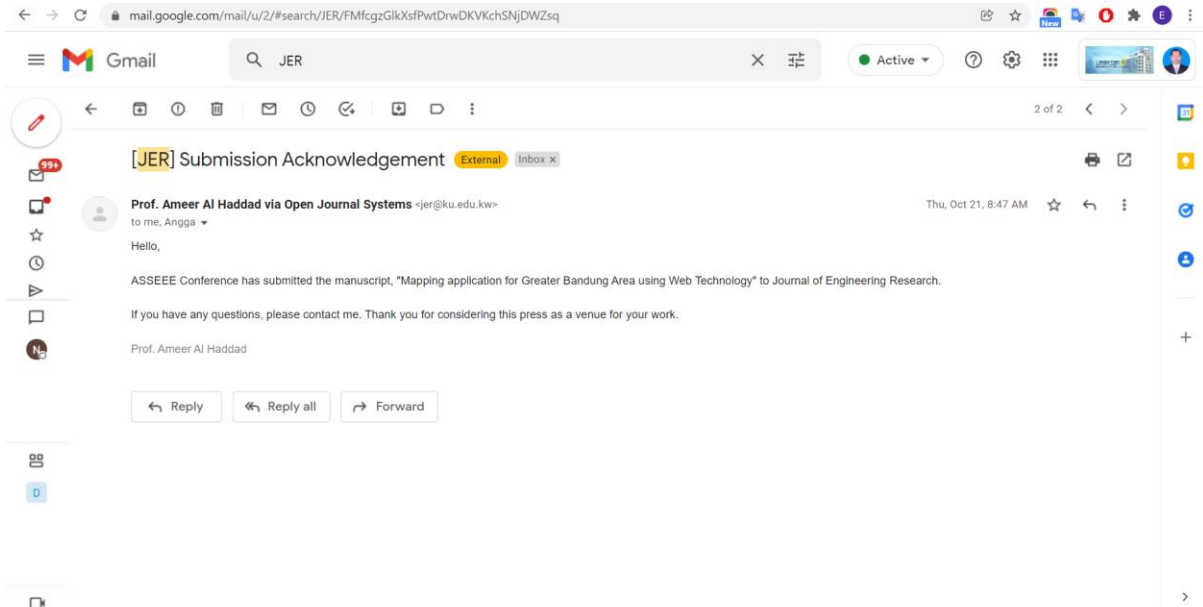 mail.google.com/mail/u/2/#search/JER/FMfcgzGlkXsfPwtDrwDKVKchSNjDWZsq
New
E
Gmail
JER
Active
2 of 2
31
99+
[JER] Submission Acknowledgement External Inbox x
Prof. Ameer Al Haddad via Open Journal Systems <jer@ku.edu.kw>
Thu, Oct 21, 8:47 AM
to me, Angga
Hello,
ASSEEE Conference has submitted the manuscript, "Mapping application for Greater Bandung Area using Web Technology" to Journal of Engineering Research.
If you have any questions, please contact me. Thank you for considering this press as a venue for your work.
N
Prof. Ameer Al Haddad
Reply
Reply all
Forward
D